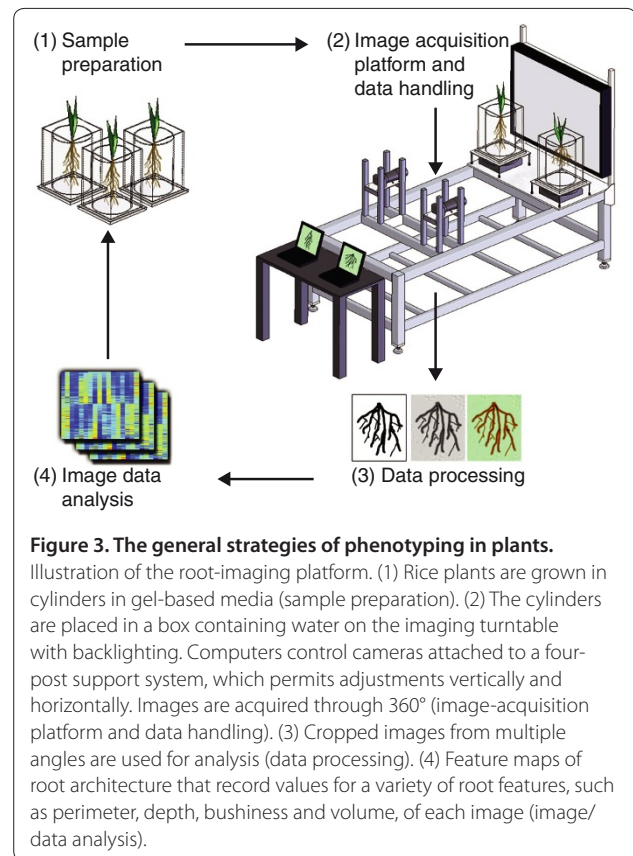 (1) Sample
preparation
(2) Image acquisition
platform and
data handling
(3) Data processing
(4) Image data
analysis
Figure 3. The general strategies of phenotyping in plants.
Illustration of the root-imaging platform. (1) Rice plants are grown in
cylinders in gel-based media (sample preparation). (2) The cylinders
are placed in a box containing water on the imaging turntable
with backlighting. Computers control cameras attached to a four-
post support system, which permits adjustments vertically and
horizontally. Images are acquired through 360° (image-acquisition
platform and data handling). (3) Cropped images from multiple
angles are used for analysis (data processing). (4) Feature maps of
root architecture that record values for a variety of root features, such
as perimeter, depth, bushiness and volume, of each image (image/
data analysis).